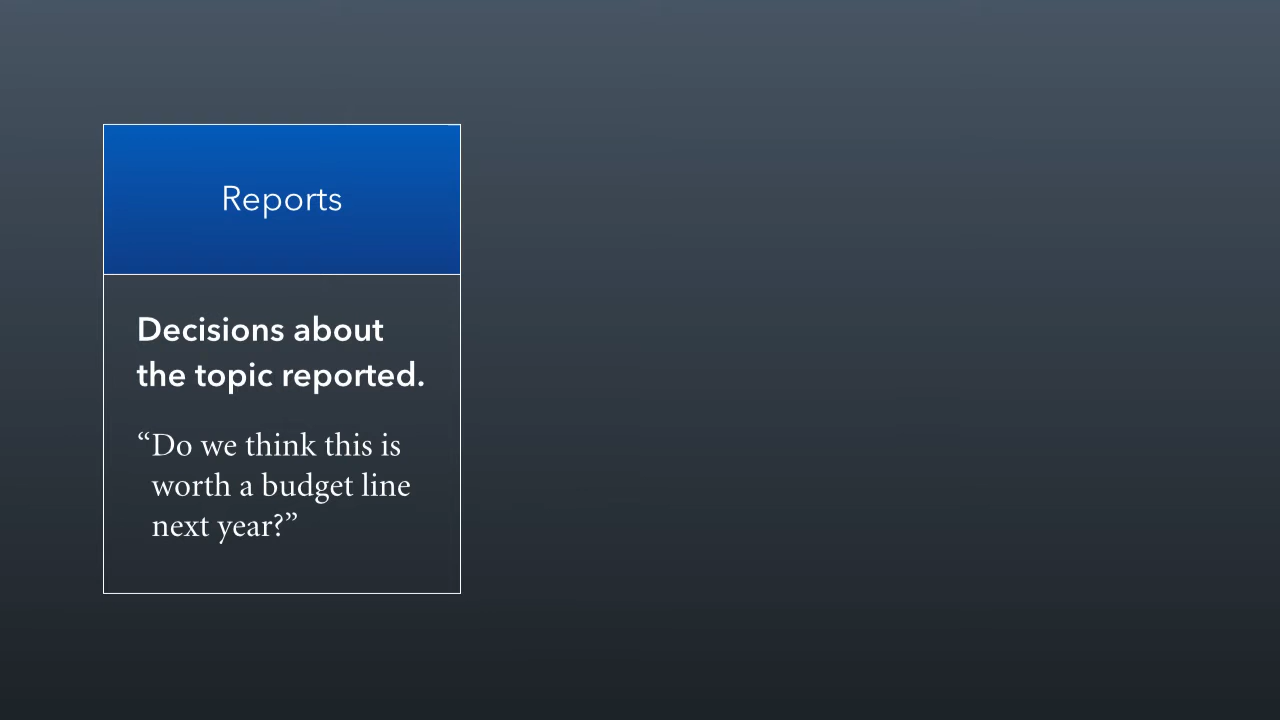 Reports
Decisions about
the topic reported.
“Do we think this is
worth a budget line
next year?”